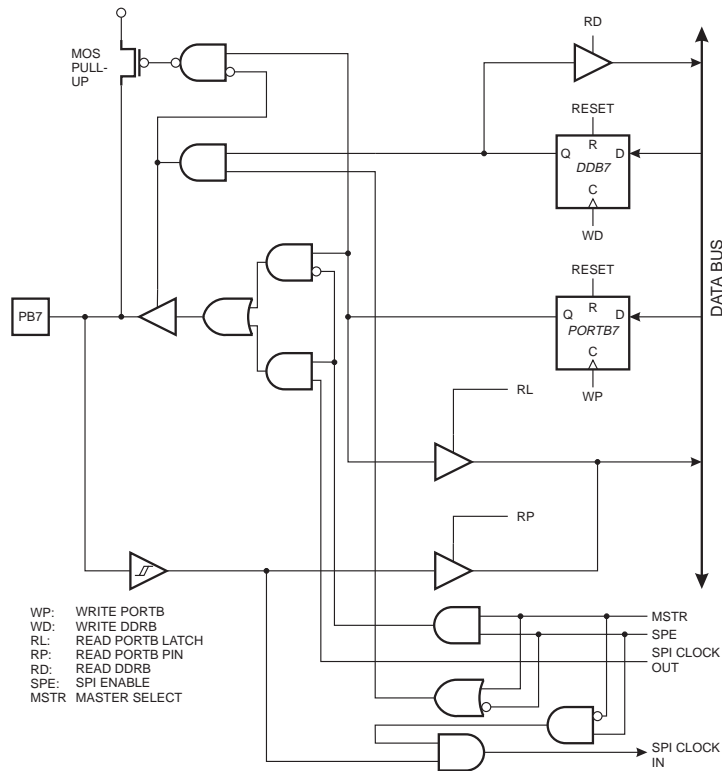 RD
MOS
PULL-
UP
RESET
R
Q
D
DDB7
C
WD
RESET
R
Q
D
PORTB7
C
WP
DATA BUS
PB7
RL
RP
WP: WRITE PORTB
WD: WRITE DDRB
RL: READ PORTB LATCH
RP: READ PORTB PIN
RD: READ DDRB
SPE: SPI ENABLE
MSTR MASTER SELECT
MSTR
SPE
SPI CLOCK
OUT
SPI CLOCK
IN